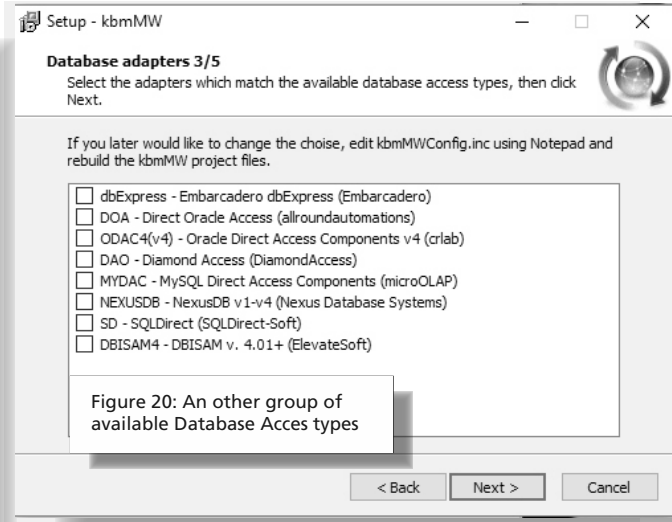 Setup - kbmMW
Database adapters 3/5
Select the adapters which match the available database access types, then click
Next.
If you later would like to change the choise, edit kbmMWConfig.inc using Notepad and
rebuild the kbmMW project files.
dbExpress - Embarcadero dbExpress (Embarcadero)
DOA - Direct Oracle Access (allroundautomations)
ODAC4(v4) - Oracle Direct Access Components v4 (crlab)
DAO - Diamond Access (DiamondAccess)
MYDAC - MySQL Direct Access Components (microOLAP)
NEXUSDB - NexusDB v1-v4 (Nexus Database Systems)
SD - SQLDirect (SQLDirect-Soft)
DBISAM4 - DBISAM v. 4.01+ (ElevateSoft)
Figure 20: An other group of
available Database Acces types
< Back
Next >
Cancel